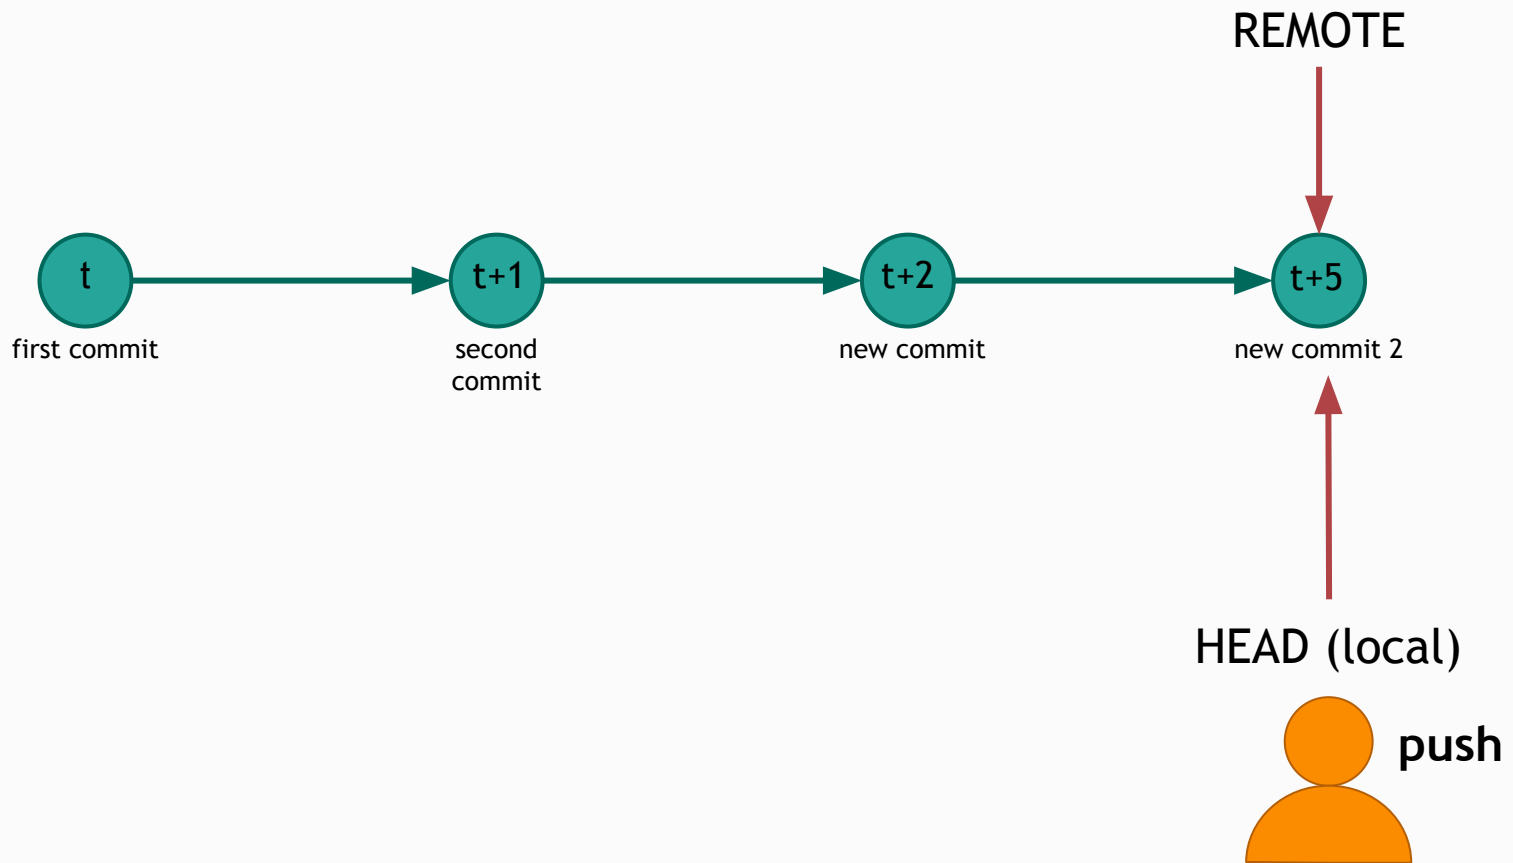 REMOTE
t
t+1
t+2
t+5
first commit
second
commit
new commit
new commit 2
HEAD (local)
push